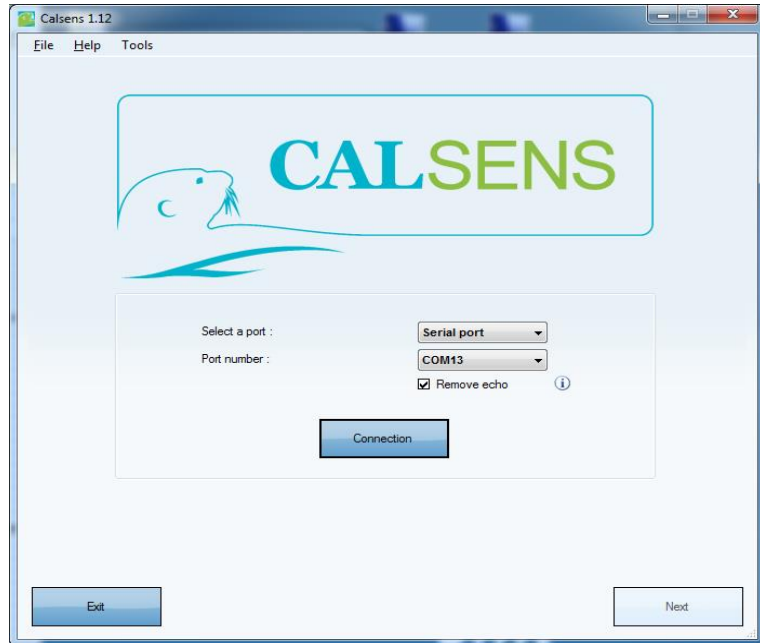 Calsens 1.12
File Help Tools
CALSENS
Select a port : Serial port
Port number : COM13
Remove echo
Connection
Exit Next